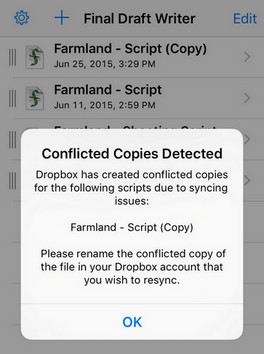 Final Draft Writer
Edit
Farmland - Script (Copy)
Jun 25, 2015, 3:29 PM
Farmland - Script
Jun 11, 2015, 2:59 PM
Farmland - Shooting Script
Conflicted Copies Detected
Dropbox has created conflicted copies
for the following scripts due to syncing
issues:
Farmland - Script (Copy)
Please rename the conflicted copy of
the file in your Dropbox account that
you wish to resync.
OK